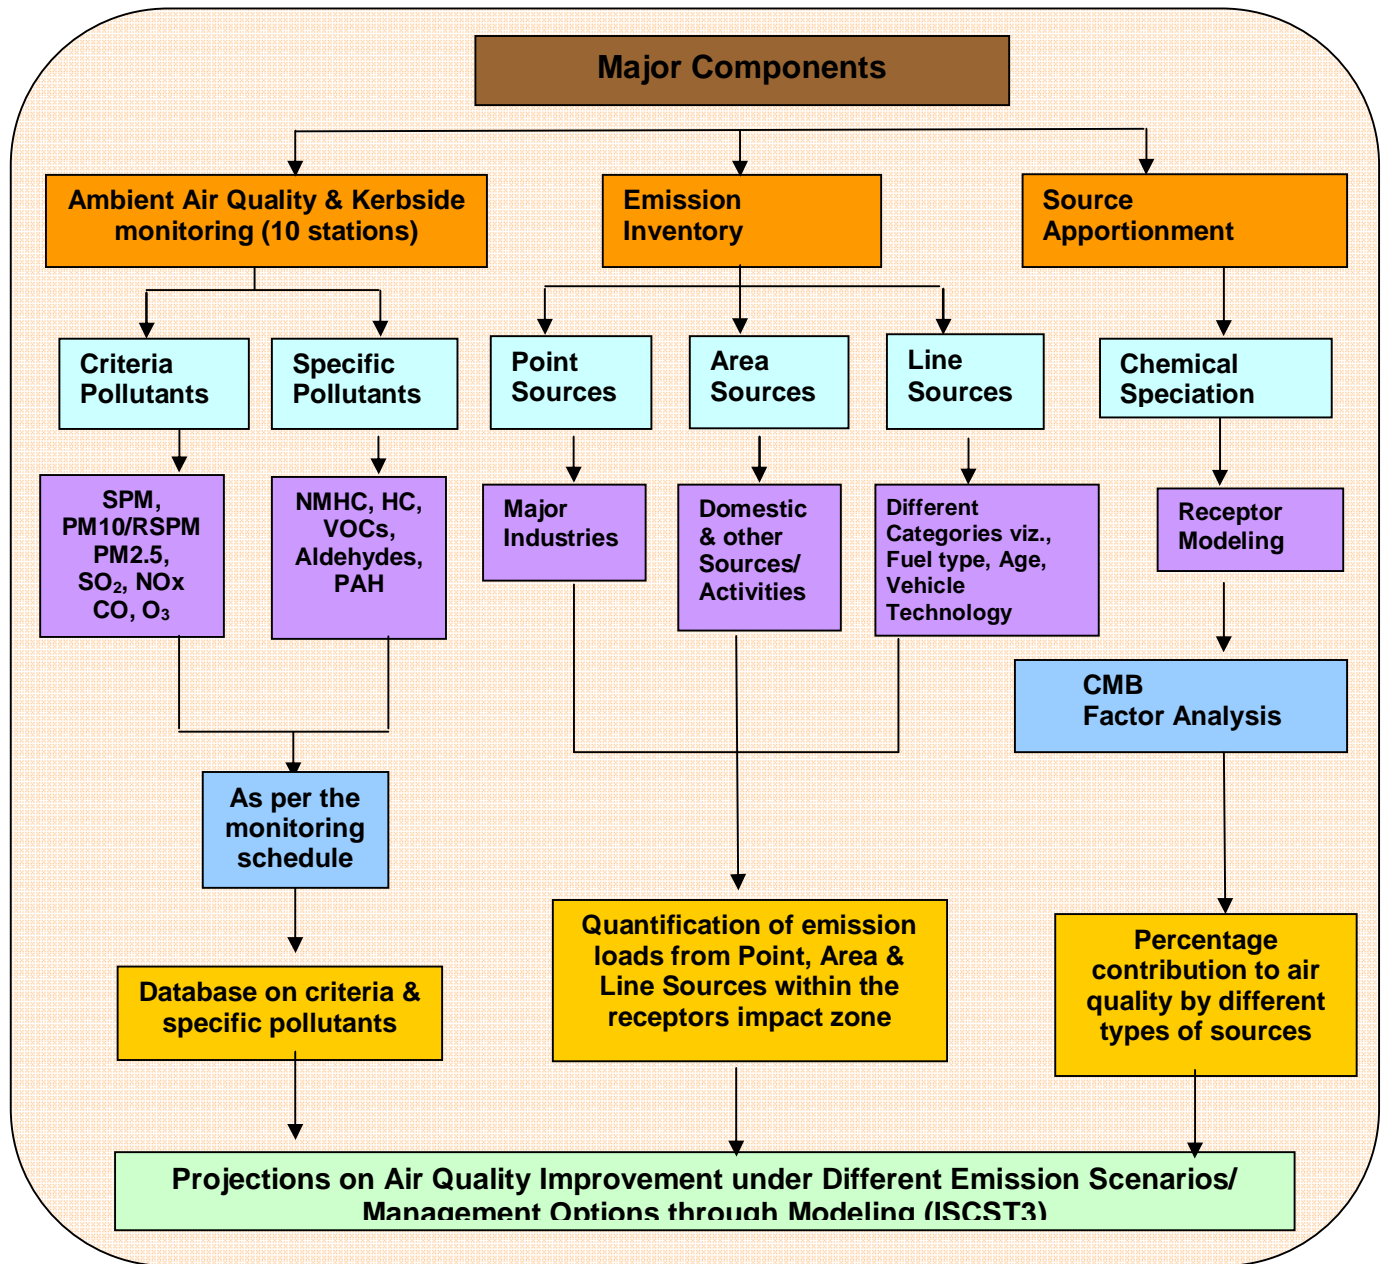 Major Components
Ambient Air Quality & Kerbside
monitoring (10 stations)
Emission
Inventory
Source
Apportionment
Criteria
Pollutants
Specific
Pollutants
Point
Sources
Area
Sources
Line
Sources
Chemical
Speciation
SPM,
PM10/RSPM
PM2.5,
SO₂, NOx
CO, O₃
NMHC, HC,
VOCs,
Aldehydes,
PAH
Major
Industries
Domestic
& other
Sources/
Activities
Different
Categories viz.,
Fuel type, Age,
Vehicle
Technology
Receptor
Modeling
CMB
Factor Analysis
As per the
monitoring
schedule
Database on criteria &
specific pollutants
Quantification of emission
loads from Point, Area &
Line Sources within the
receptors impact zone
Percentage
contribution to air
quality by different
types of sources
Projections on Air Quality Improvement under Different Emission Scenarios/
Management Options through Modeling (ISCST3)